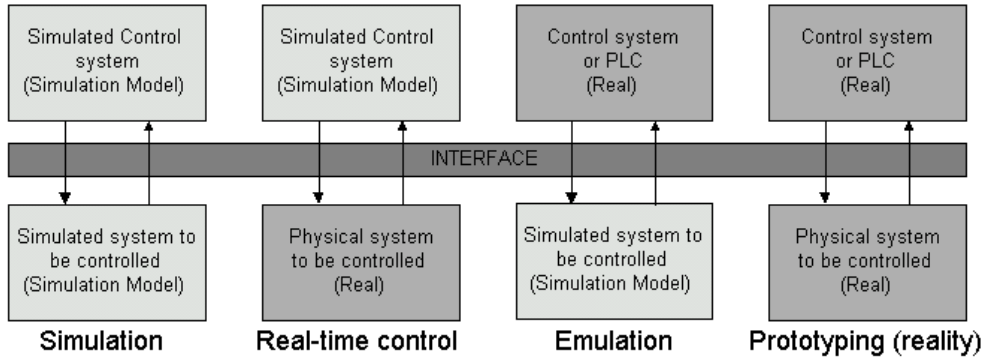 Simulated Control
system
(Simulation Model)
Simulated Control
system
(Simulation Model)
Control system
or PLC
(Real)
Control system
or PLC
(Real)
INTERFACE
Simulated system to
be controlled
(Simulation Model)
Physical system
to be controlled
(Real)
Simulated system to
be controlled
(Simulation Model)
Physical system
to be controlled
(Real)
Simulation
Real-time control
Emulation
Prototyping (reality)